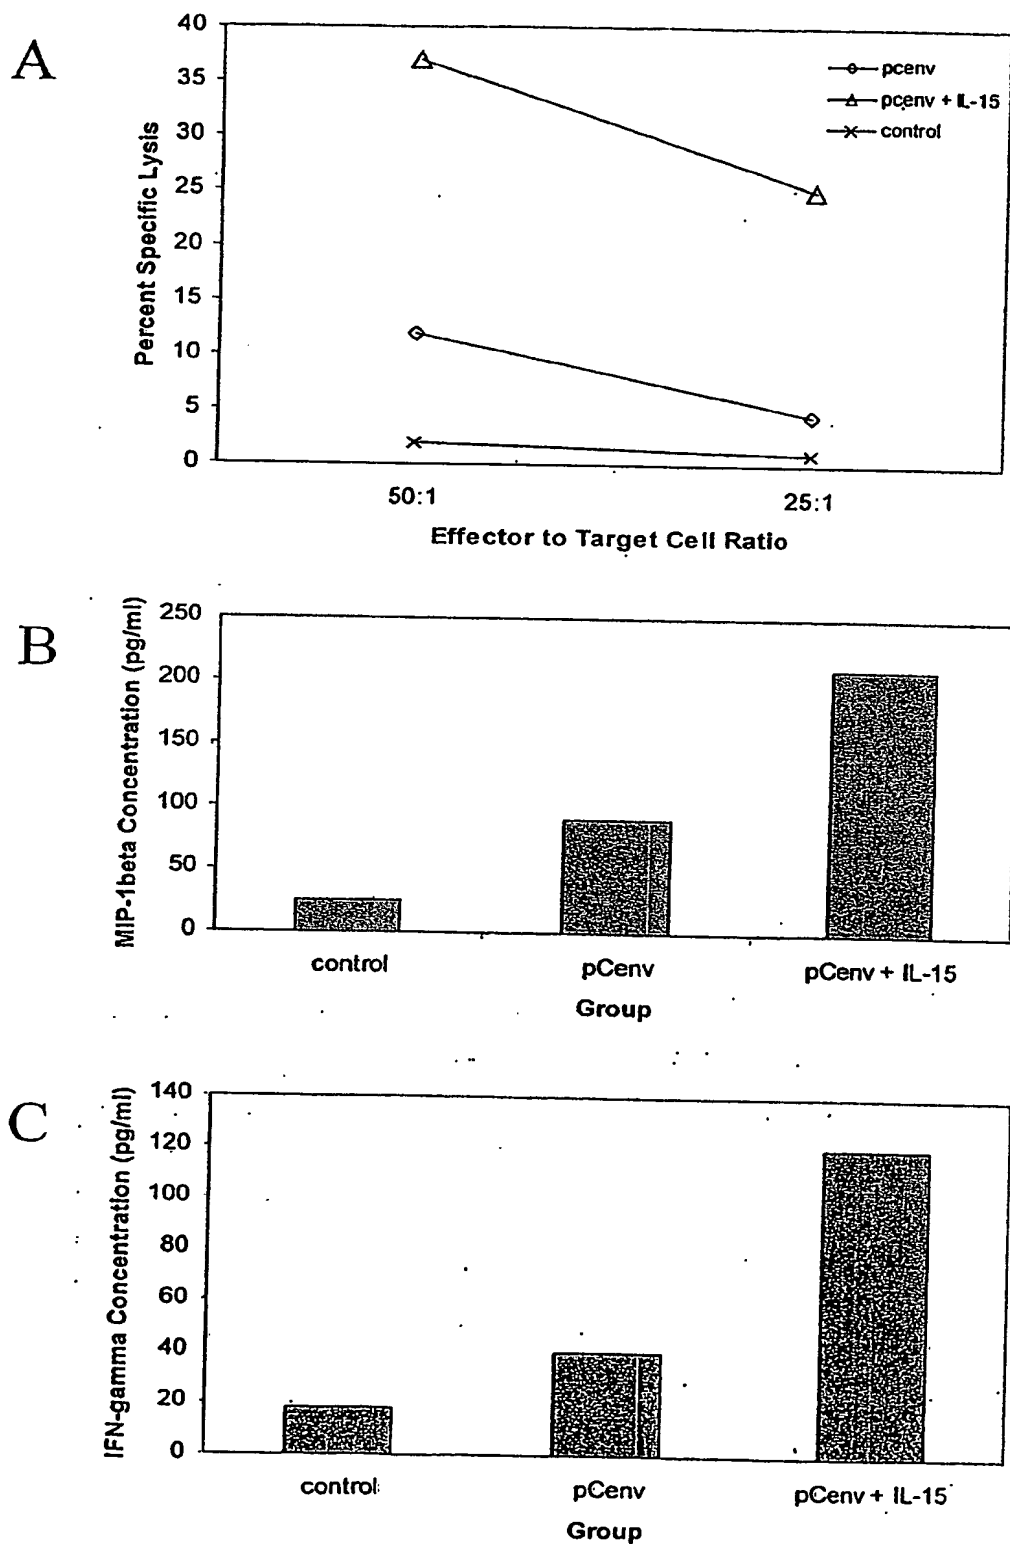 A
40
35
30
25
20
15
10
5
0
Percent Specific Lysis
pcenv
pcenv + IL-15
control
50:1
25:1
Effector to Target Cell Ratio
B
250
200
150
100
50
0
MIP-1beta Concentration (pg/ml)
control
pCenv
pCenv + IL-15
Group
C
140
120
100
80
60
40
20
0
IFN-gamma Concentration (pg/ml)
control
pCenv
pCenv + IL-15
Group